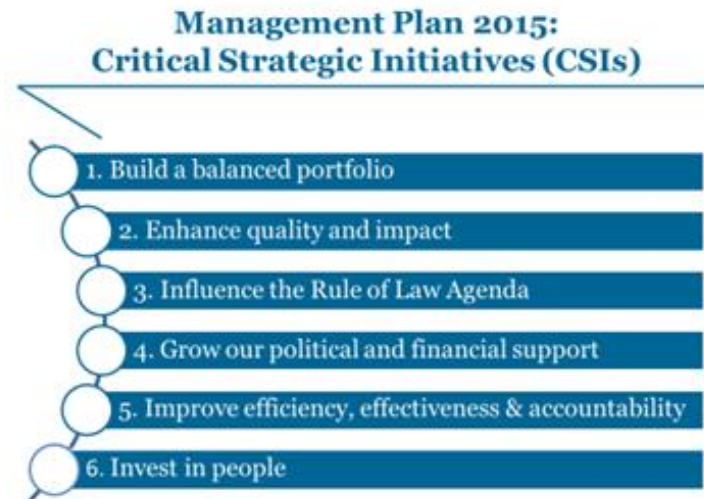 Management Plan 2015:
Critical Strategic Initiatives (CSIs)
1. Build a balanced portfolio
2. Enhance quality and impact
3. Influence the Rule of Law Agenda
4. Grow our political and financial support
5. Improve efficiency, effectiveness & accountability
6. Invest in people